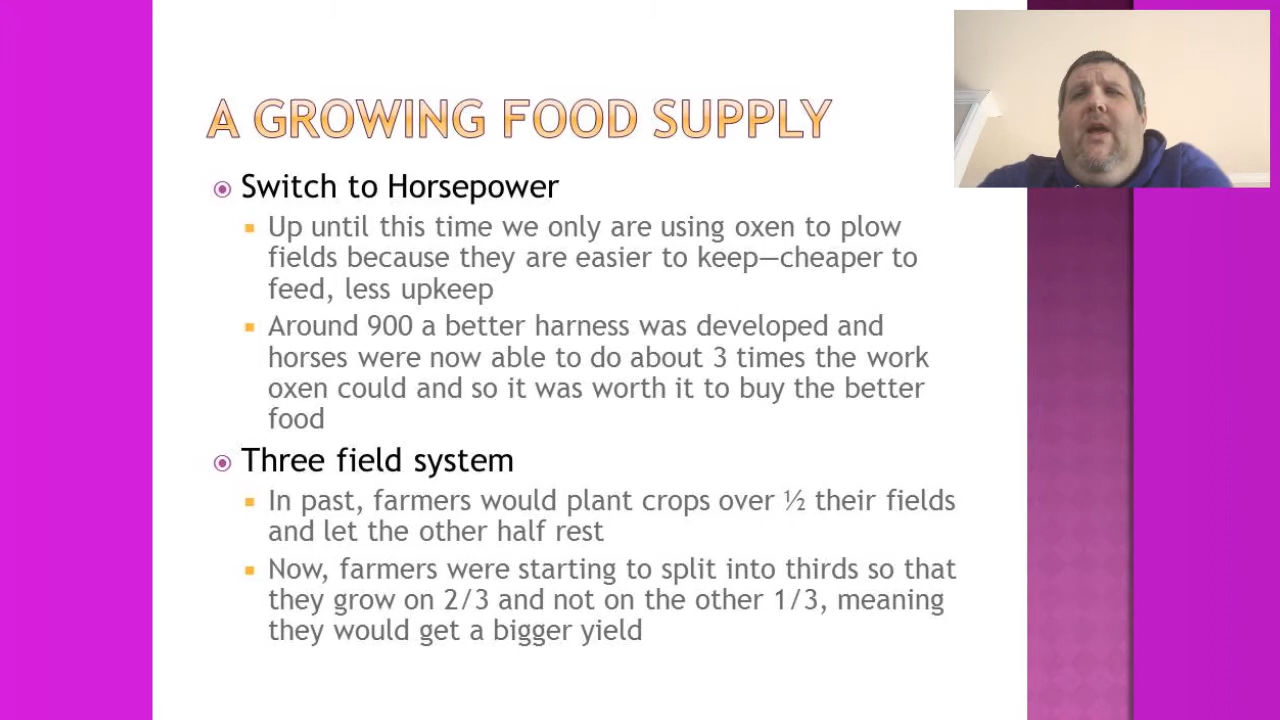 A GROWING FOOD SUPPLY
Switch to Horsepower
Up until this time we only are using oxen to plow
fields because they are easier to keep—cheaper to
feed, less upkeep
Around 900 a better harness was developed and
horses were now able to do about 3 times the work
oxen could and so it was worth it to buy the better
food
Three field system
In past, farmers would plant crops over ½ their fields
and let the other half rest
Now, farmers were starting to split into thirds so that
they grow on 2/3 and not on the other 1/3, meaning
they would get a bigger yield